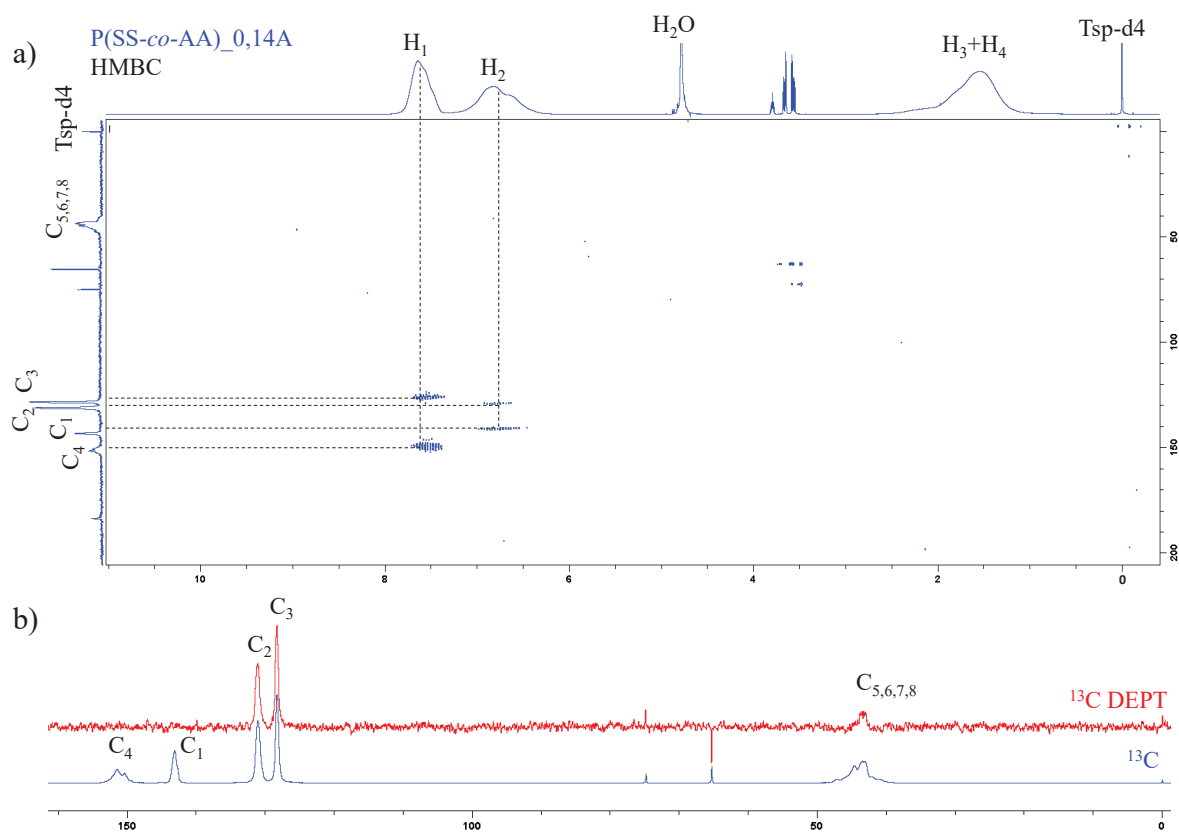 a)
P(SS-co-AA)_0,14A
HMBC
H₁
H₂
H₂O
H₃+H₄
Tsp-d4
Tsp-d4
C₅,₆,₇,₈
C₃
C₂
C₁
C₄
50
100
150
200
10
8
6
4
2
0
b)
C₃
C₂
C₄
C₁
C₅,₆,₇,₈
¹³C DEPT
¹³C
150
100
50
0